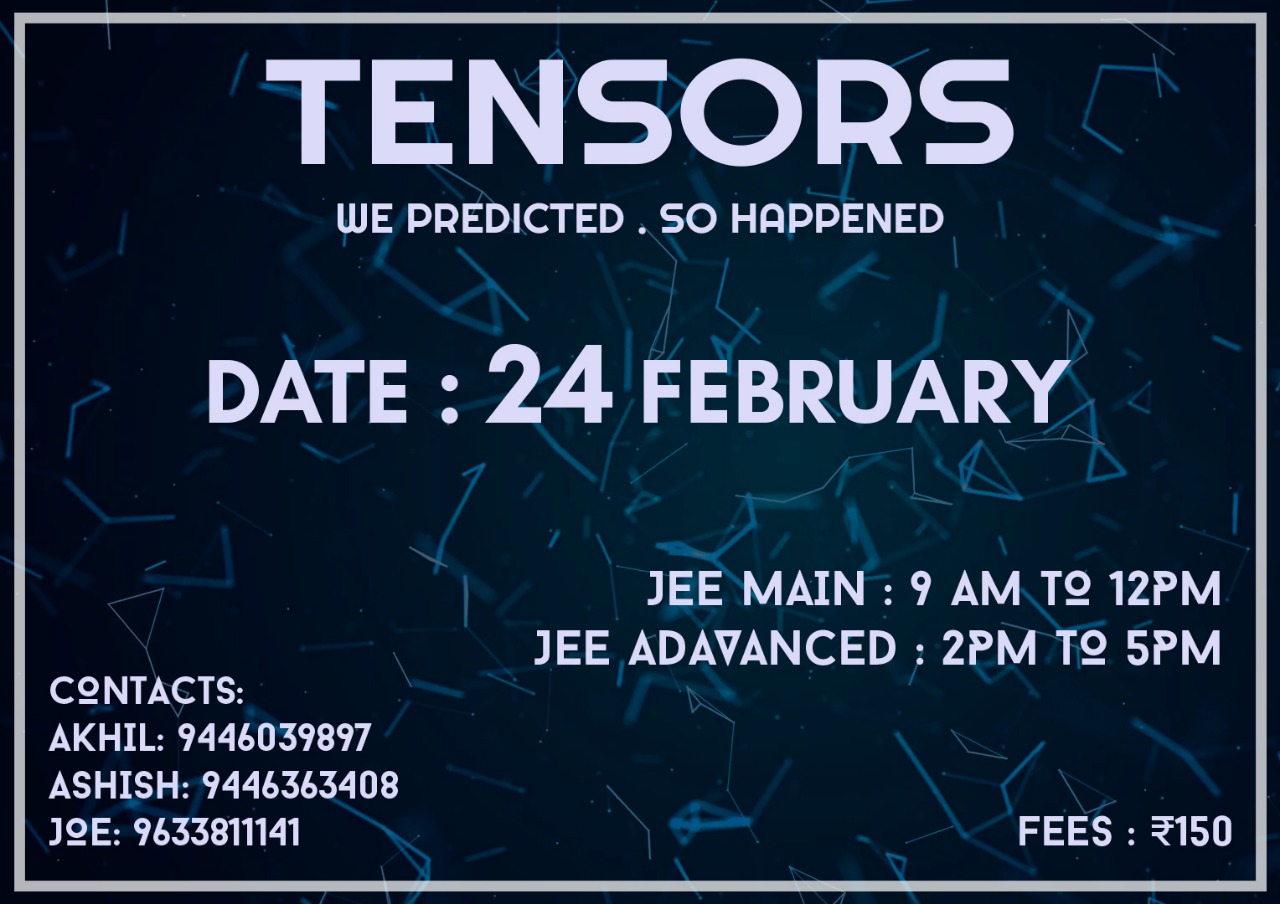 TENSORS
WE PREDICTED . SO HAPPENED
DATE : 24 FEBRUARY
JEE MAIN : 9 AM TO 12PM
JEE ADAVANCED : 2PM TO 5PM
CONTACTS:
AKHIL: 9446039897
ASHISH: 9446363408
JOE: 9633811141
FEES : ₹150